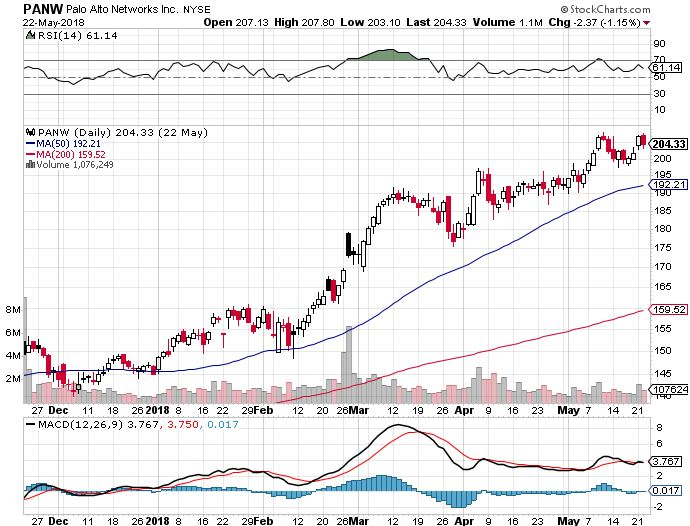 PANW Palo Alto Networks Inc. NYSE © StockCharts.com
22-May-2018 Open 207.13 High 207.80 Low 203.10 Last 204.33 Volume 1.1M Chg -2.37 (-1.15%)
RSI(14) 61.14
90
70
61.14
50
30
10
PANW (Daily) 204.33 (22 May)
MA(50) 192.21
MA(200) 159.52
Volume 1,076,249
204.33
200
195
192.21
190
185
180
175
170
165
159.52
155
150
145
140
1076249
8M
6M
4M
2M
27 Dec 11 18 26 2018 8 16 22 29 Feb 12 20 26 Mar 12 19 26 Apr 9 16 23 May 7 14 21
MACD(12,26,9) 3.767, 3.750, 0.017
8
6
3.767
2
0.017
-2
27 Dec 11 18 26 2018 8 16 22 29 Feb 12 20 26 Mar 12 19 26 Apr 9 16 23 May 7 14 21